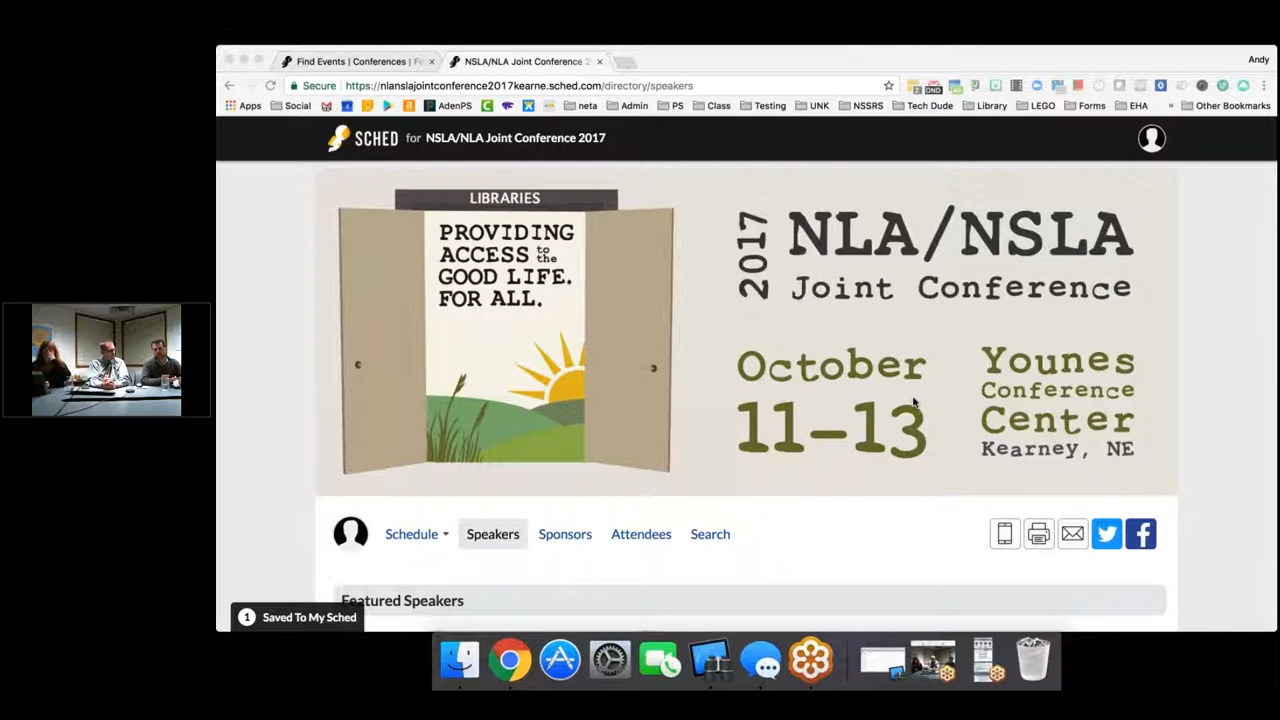 Find Events | Conferences | Fe
NSLA/NLA Joint Conference 2
Andy
Secure
https://nlanslajointconference2017kearne.sched.com/directory/speakers
Apps
Social
AdenPS
neta
Admin
PS
Class
Testing
UNK
NSSRS
Tech Dude
Library
LEGO
Forms
EHA
»
Other Bookmarks
SCHED for NSLA/NLA Joint Conference 2017
LIBRARIES
PROVIDING
ACCESS to the
GOOD LIFE.
FOR ALL.
2017
NLA/NSLA
Joint Conference
October
11–13
Younes
Conference
Center
Kearney, NE
Schedule
Speakers
Sponsors
Attendees
Search
Featured Speakers
1 Saved To My Sched